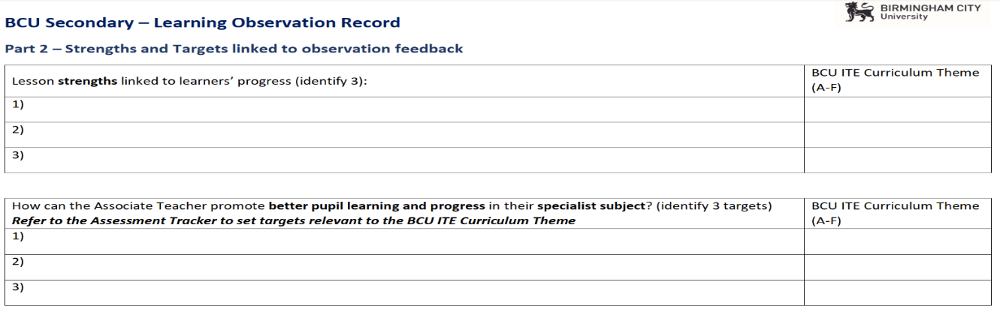 BIRMINGHAM CITY
University
BCU Secondary – Learning Observation Record
Part 2 – Strengths and Targets linked to observation feedback
Lesson strengths linked to learners’ progress (identify 3):
BCU ITE Curriculum Theme
(A-F)
1)
2)
3)
How can the Associate Teacher promote better pupil learning and progress in their specialist subject? (identify 3 targets)
Refer to the Assessment Tracker to set targets relevant to the BCU ITE Curriculum Theme
BCU ITE Curriculum Theme
(A-F)
1)
2)
3)